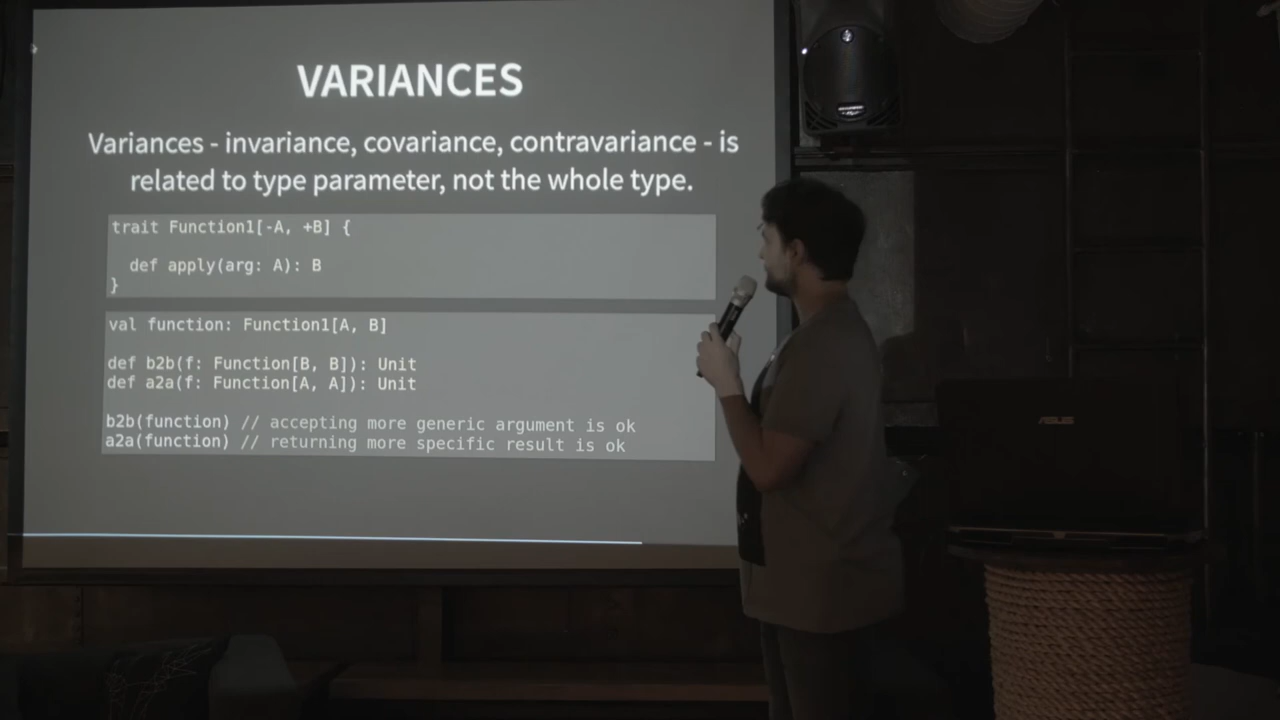 VARIANCES
Variances - invariance, covariance, contravariance - is
related to type parameter, not the whole type.
trait Function1[-A, +B] {
def apply(arg: A): B
}
val function: Function1[A, B]
def b2b(f: Function[B, B]): Unit
def a2a(f: Function[A, A]): Unit
b2b(function) // accepting more generic argument is ok
a2a(function) // returning more specific result is ok
ASUS